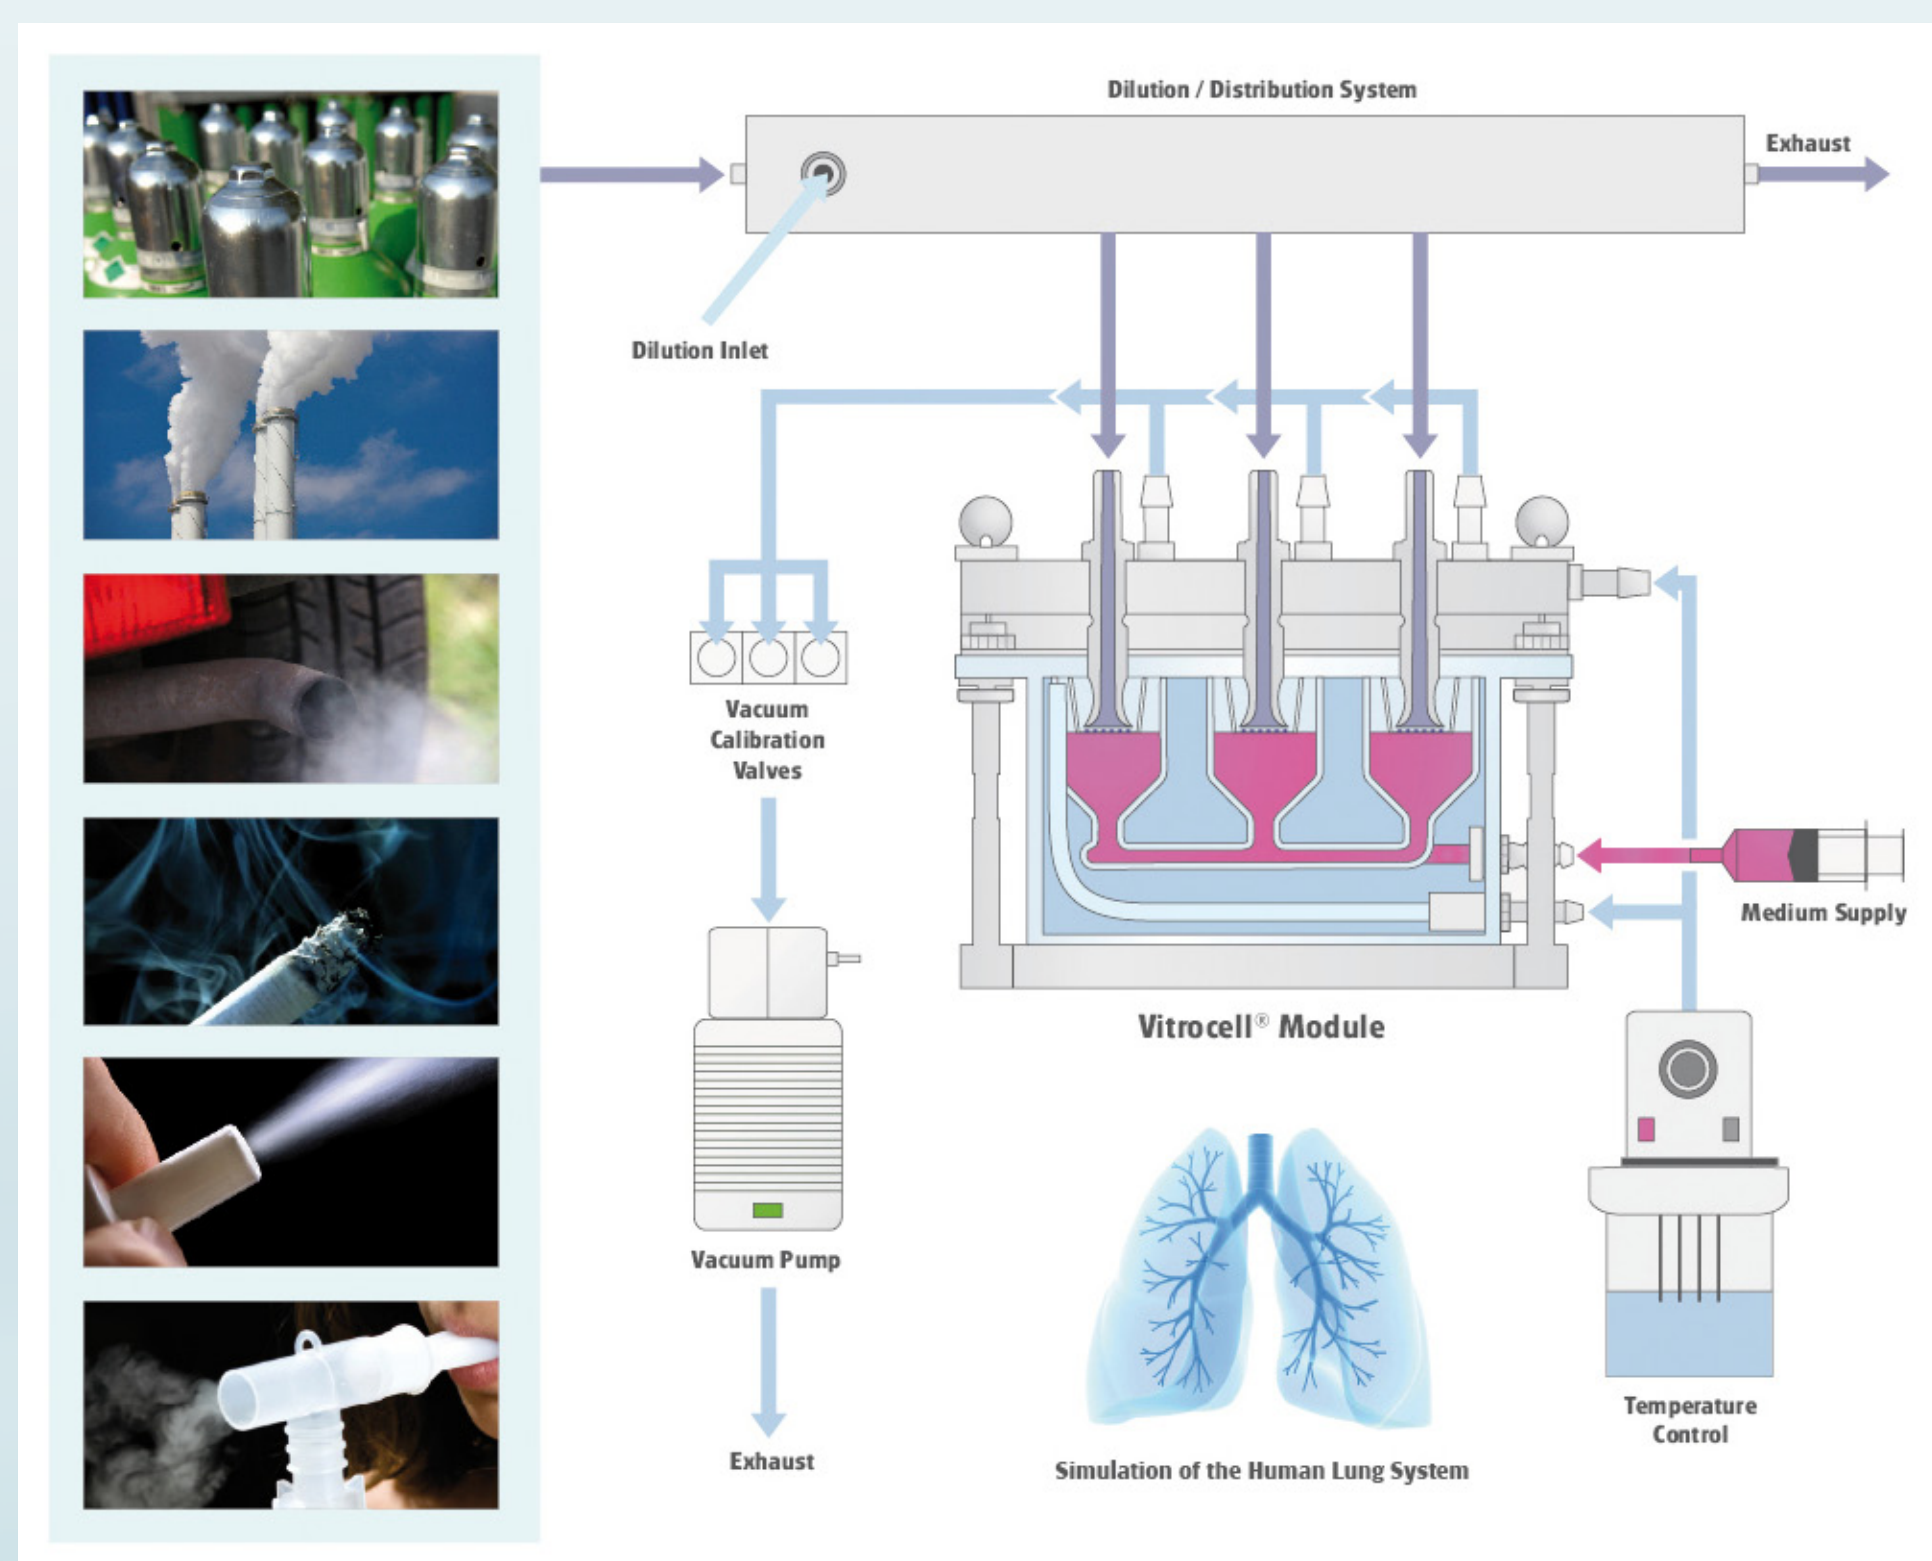 Dilution / Distribution System
Exhaust
Dilution Inlet
Vacuum
Calibration
Valves
Medium Supply
Vitrocell® Module
Vacuum Pump
Temperature
Control
Exhaust
Simulation of the Human Lung System